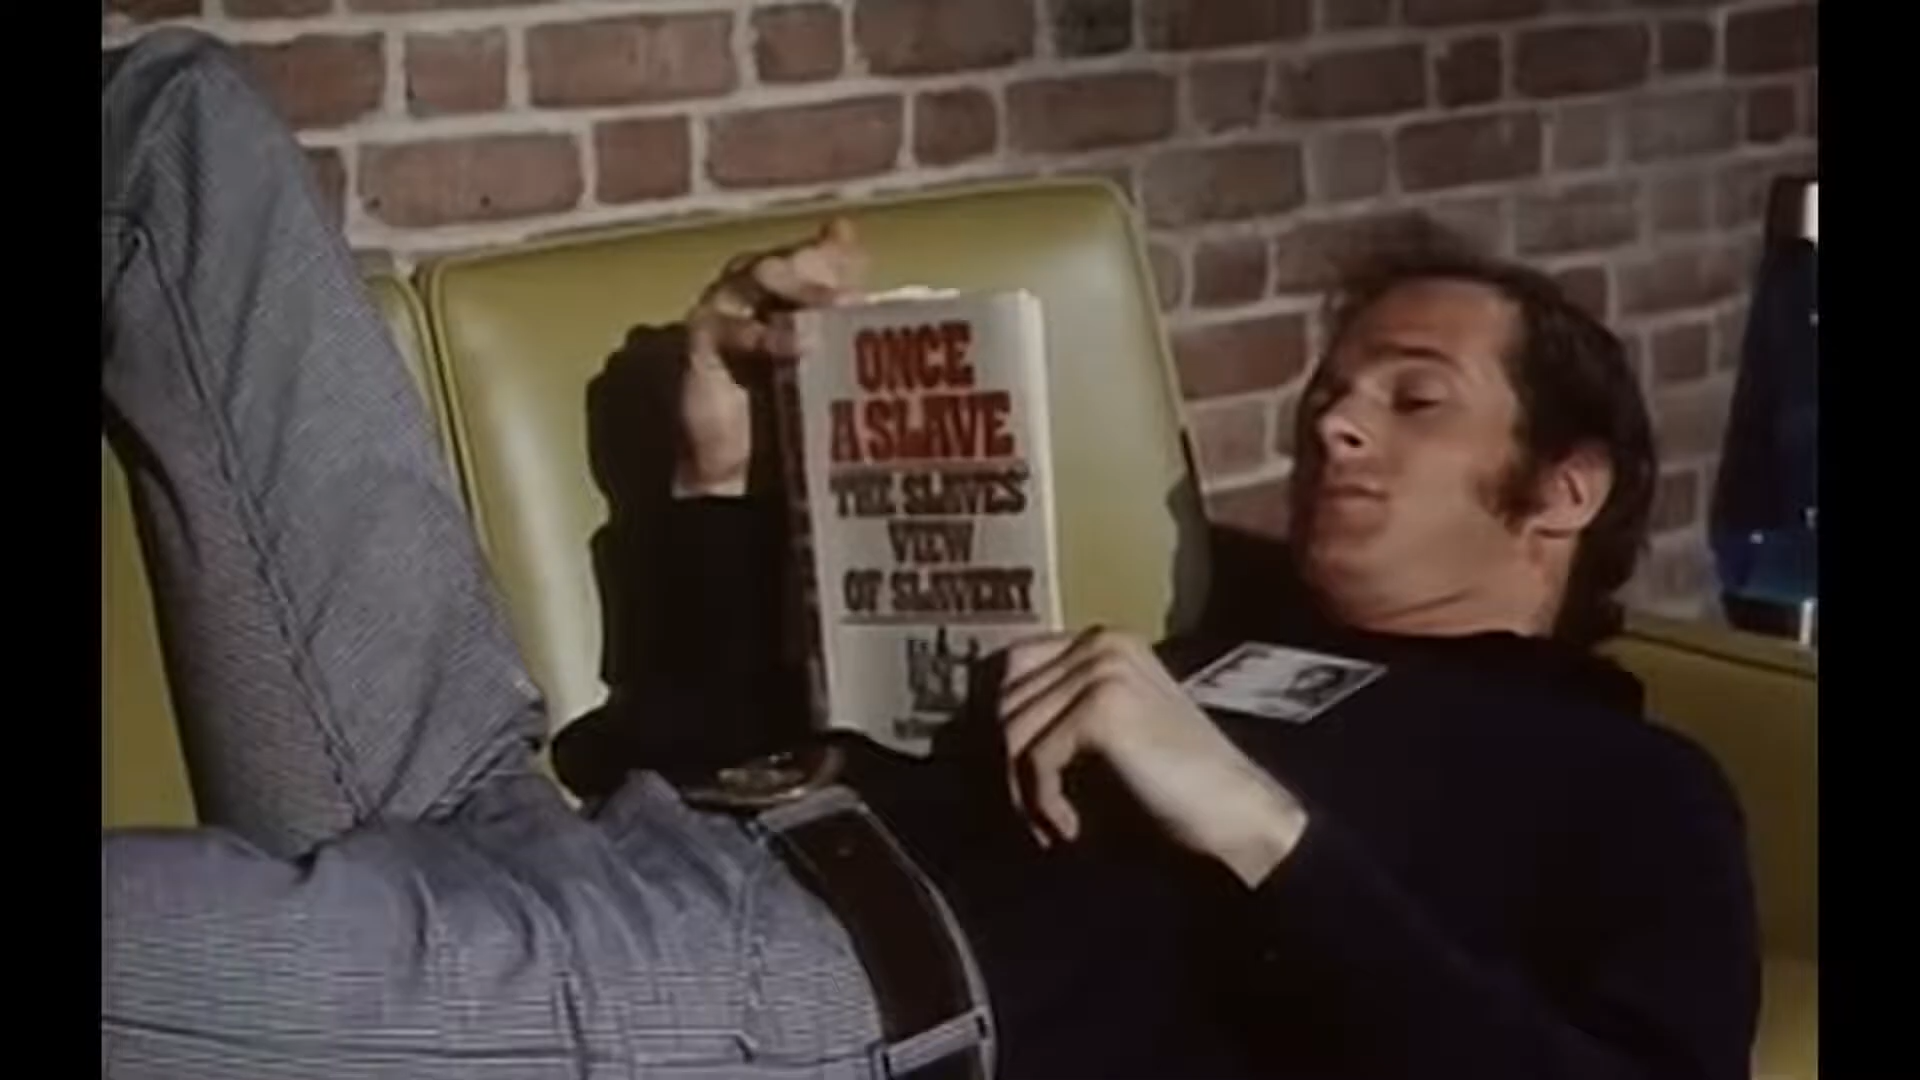 ONCE
A SLAVE
THE SLAVES'
VIEW
OF SLAVERY